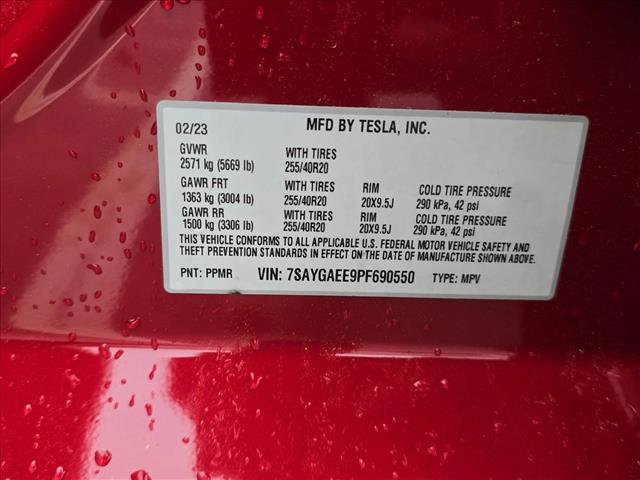 02/23 MFD BY TESLA, INC.
GVWR WITH TIRES
2571 kg (5669 lb) 255/40R20
GAWR FRT WITH TIRES RIM COLD TIRE PRESSURE
1363 kg (3004 lb) 255/40R20 20X9.5J 290 kPa, 42 psi
GAWR RR WITH TIRES RIM COLD TIRE PRESSURE
1500 kg (3306 lb) 255/40R20 20X9.5J 290 kPa, 42 psi
THIS VEHICLE CONFORMS TO ALL APPLICABLE U.S. FEDERAL MOTOR VEHICLE SAFETY AND
THEFT PREVENTION STANDARDS IN EFFECT ON THE DATE OF MANUFACTURE SHOWN ABOVE.
PNT: PPMR VIN: 7SAYGAEE9PF690550 TYPE: MPV